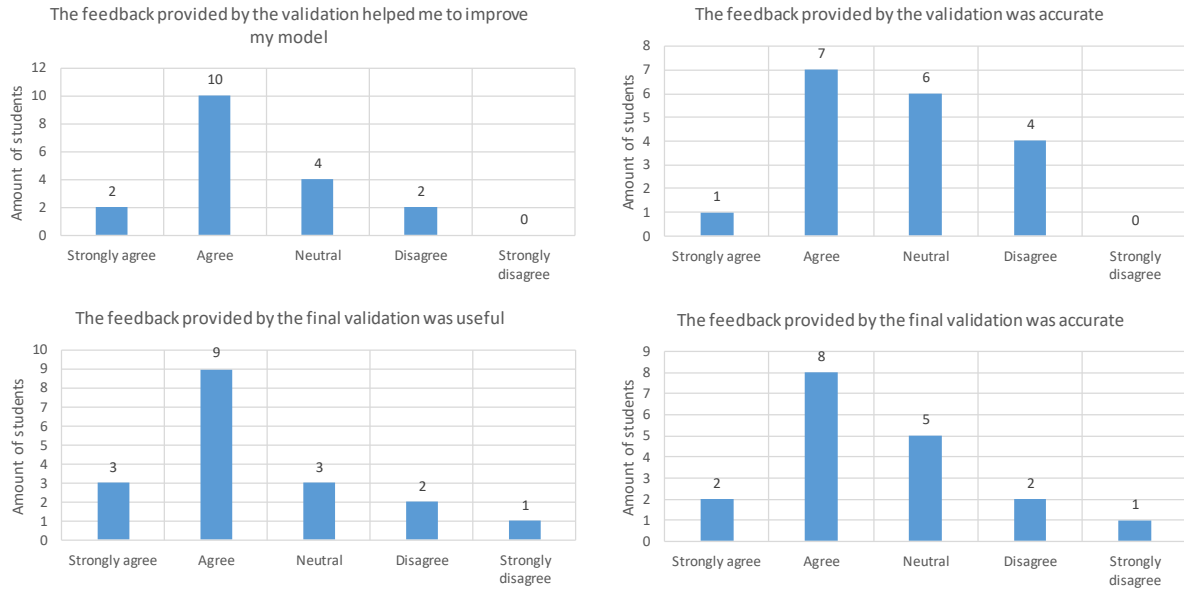 The feedback provided by the validation helped me to improve
my model
Amount of students
12
10
8
6
4
2
0
2
10
4
2
0
Strongly agree
Agree
Neutral
Disagree
Strongly
disagree
The feedback provided by the validation was accurate
Amount of students
8
7
6
5
4
3
2
1
0
1
7
6
4
0
Strongly agree
Agree
Neutral
Disagree
Strongly
disagree
The feedback provided by the final validation was useful
Amount of students
10
9
8
7
6
5
4
3
2
1
0
3
9
3
2
1
Strongly agree
Agree
Neutral
Disagree
Strongly
disagree
The feedback provided by the final validation was accurate
Amount of students
9
8
7
6
5
4
3
2
1
0
2
8
5
2
1
Strongly agree
Agree
Neutral
Disagree
Strongly
disagree